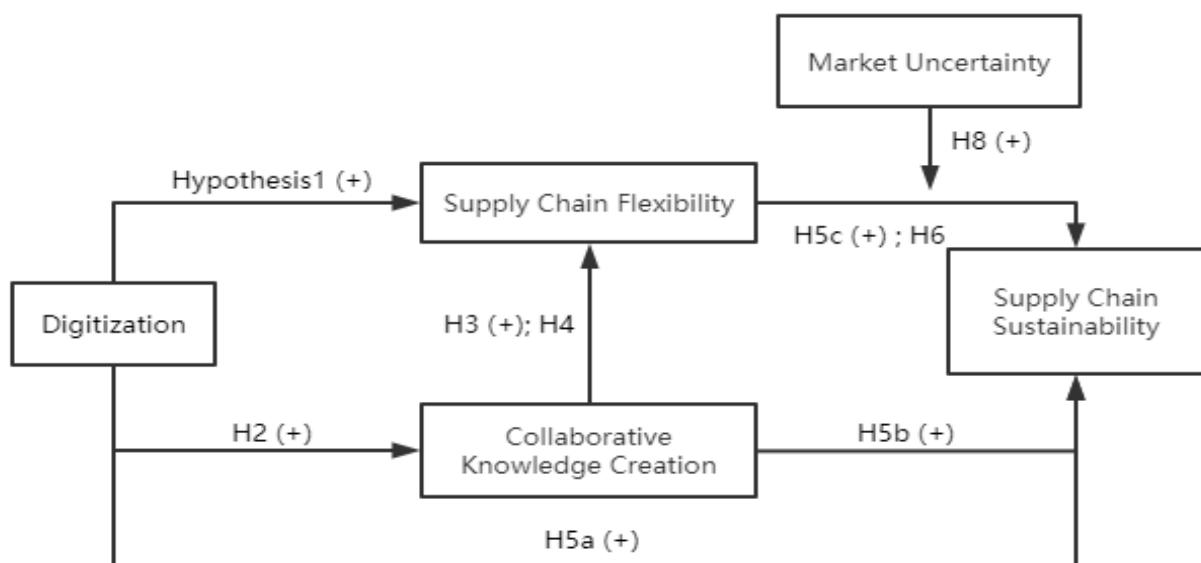 Market Uncertainty
H8 (+)
Hypothesis1 (+)
Supply Chain Flexibility
H5c (+) ; H6
Digitization
H3 (+); H4
Supply Chain
Sustainability
H2 (+)
Collaborative
Knowledge Creation
H5b (+)
H5a (+)